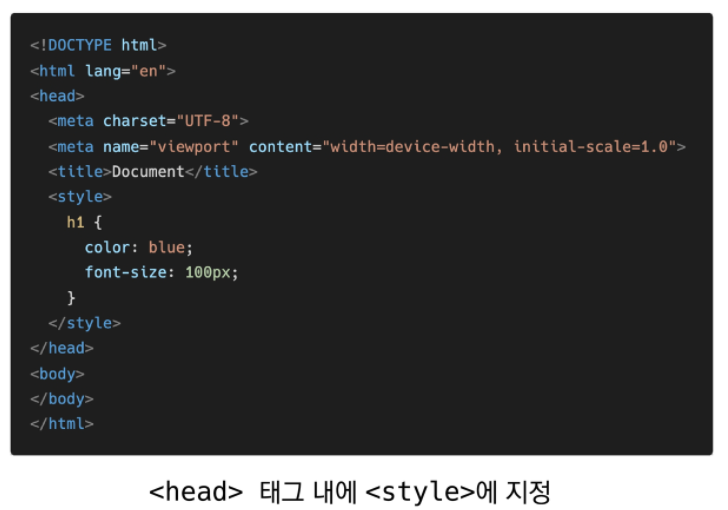 <!DOCTYPE html>
<html lang="en">
<head>
  <meta charset="UTF-8">
  <meta name="viewport" content="width=device-width, initial-scale=1.0">
  <title>Document</title>
  <style>
    h1 {
      color: blue;
      font-size: 100px;
    }
  </style>
</head>
<body>
</body>
</html>
<head> 태그 내에 <style>에 지정